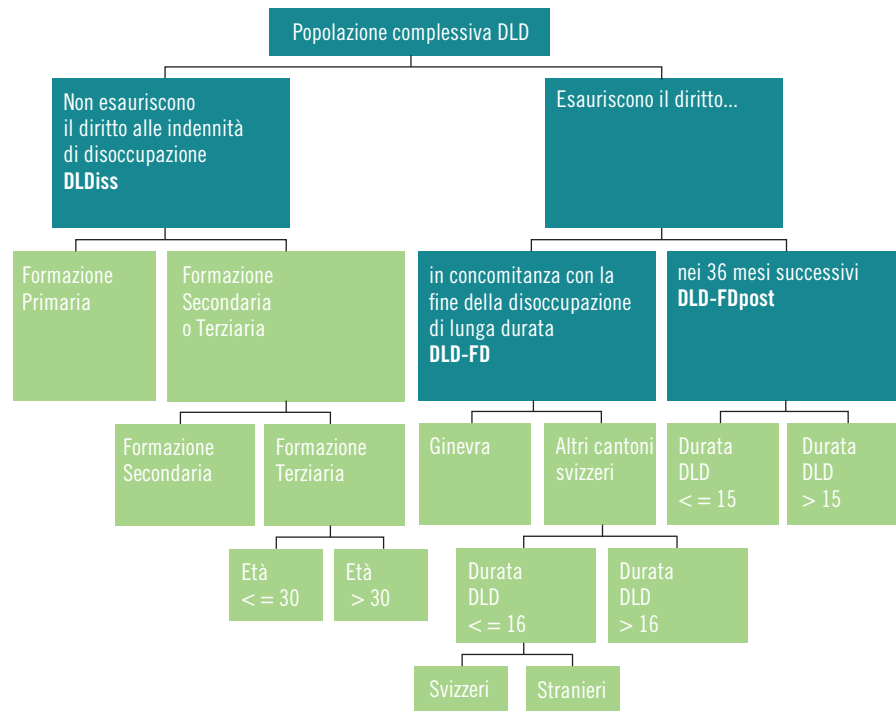 Popolazione complessiva DLD
Non esauriscono
il diritto alle indennità
di disoccupazione
DLDiss
Esauriscono il diritto...
Formazione
Primaria
Formazione
Secondaria
o Terziaria
in concomitanza con la
fine della disoccupazione
di lunga durata
DLD-FD
nei 36 mesi successivi
DLD-FDpost
Formazione
Secondaria
Formazione
Terziaria
Ginevra
Altri cantoni
svizzeri
Durata
DLD
< = 15
Durata
DLD
> 15
Età
< = 30
Età
> 30
Durata
DLD
< = 16
Durata
DLD
> 16
Svizzeri
Stranieri